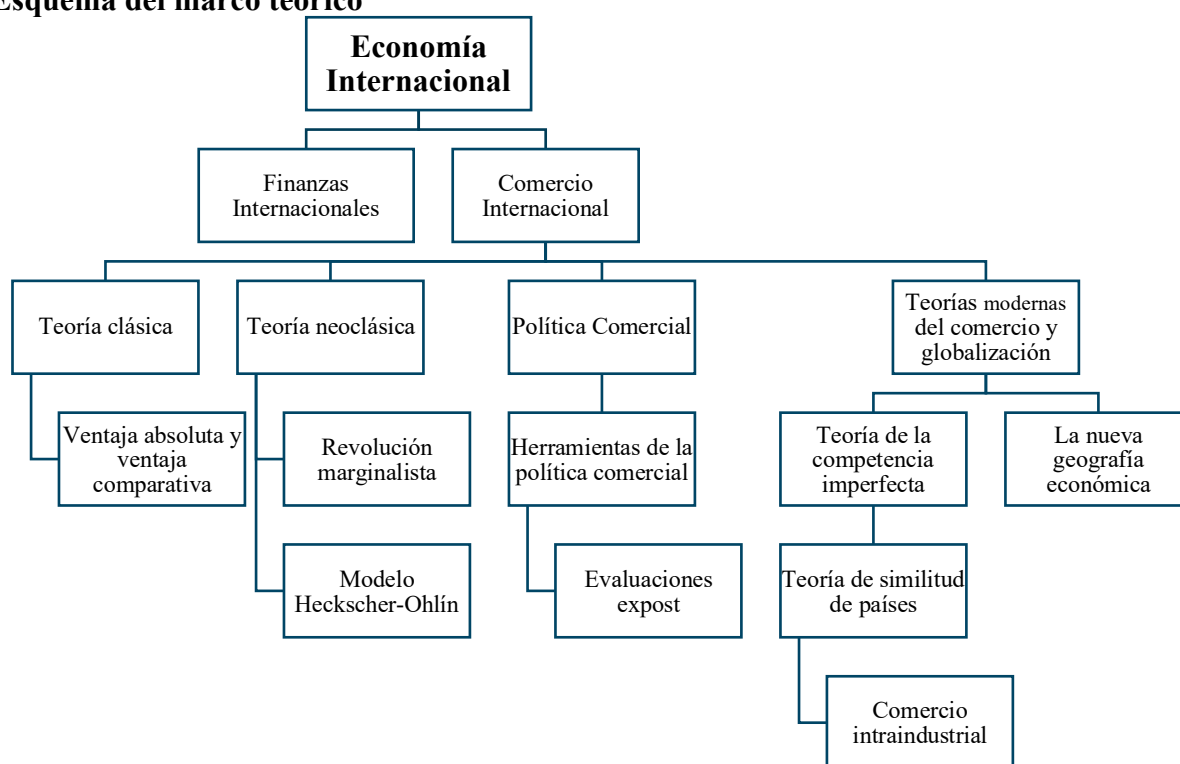 Esquema del marco teórico
Economía
Internacional
Finanzas
Internacionales
Comercio
Internacional
Teoría clásica
Teoría neoclásica
Política Comercial
Teorías modernas
del comercio y
globalización
Ventaja absoluta y
ventaja
comparativa
Revolución
marginalista
Herramientas de la
política comercial
Teoría de la
competencia
imperfecta
La nueva
geografía
económica
Modelo
Heckscher-Ohlín
Evaluaciones
expost
Teoría de similitud
de países
Comercio
intraindustrial